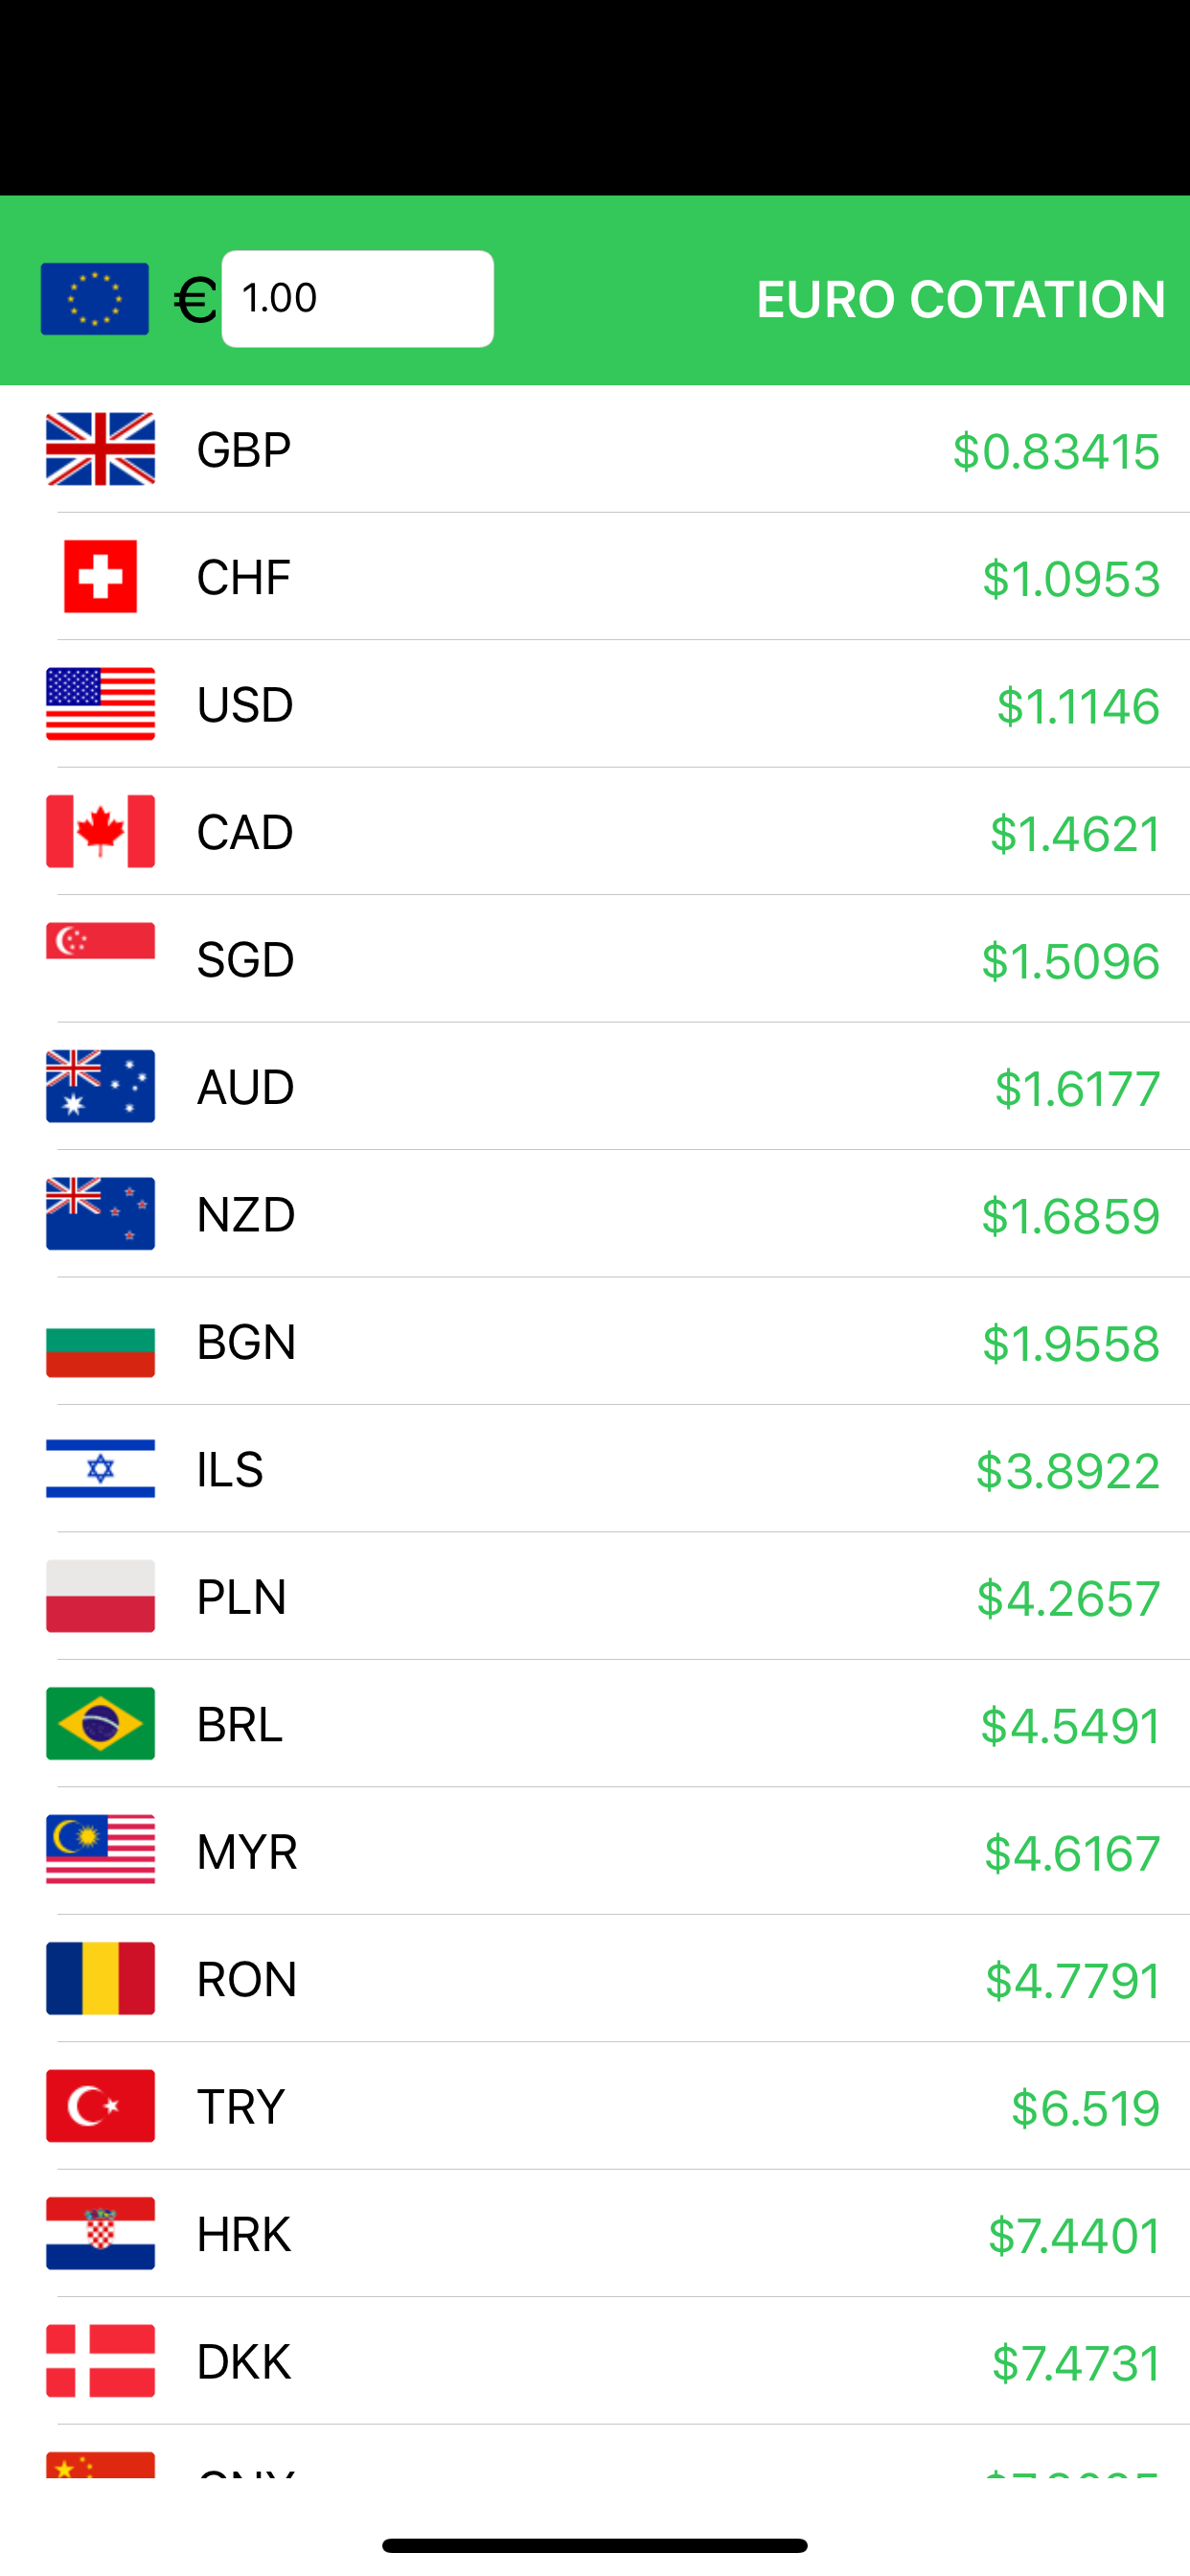 € 1.00 EURO COTATION
GBP $0.83415
CHF $1.0953
USD $1.1146
CAD $1.4621
SGD $1.5096
AUD $1.6177
NZD $1.6859
BGN $1.9558
ILS $3.8922
PLN $4.2657
BRL $4.5491
MYR $4.6167
RON $4.7791
TRY $6.519
HRK $7.4401
DKK $7.4731